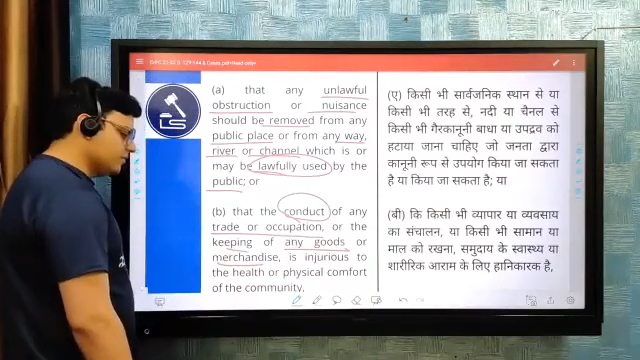 (a) that any unlawful
obstruction or nuisance
should be removed from any
public place or from any way,
river or channel which is or
may be lawfully used by the
public; or
(b) that the conduct of any
trade or occupation, or the
keeping of any goods or
merchandise, is injurious to
the health or physical comfort
of the community,
LS
(ए) किसी भी सार्वजनिक स्थान से या
किसी भी तरह से, नदी या चैनल से
किसी भी गैरकानूनी बाधा या उपद्रव को
हटाया जाना चाहिए जो जनता द्वारा
कानूनी रूप से उपयोग किया जा सकता
है या किया जा सकता है; या
(बी) कि किसी भी व्यापार या व्यवसाय
का संचालन, या किसी भी सामान या
माल को रखना, समुदाय के स्वास्थ्य या
शारीरिक आराम के लिए हानिकारक है,